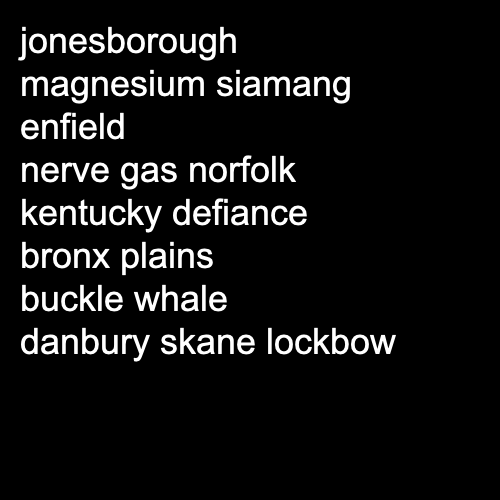 jonesborough
magnesium siamang
enfield
nerve gas norfolk
kentucky defiance
bronx plains
buckle whale
danbury skane lockbow